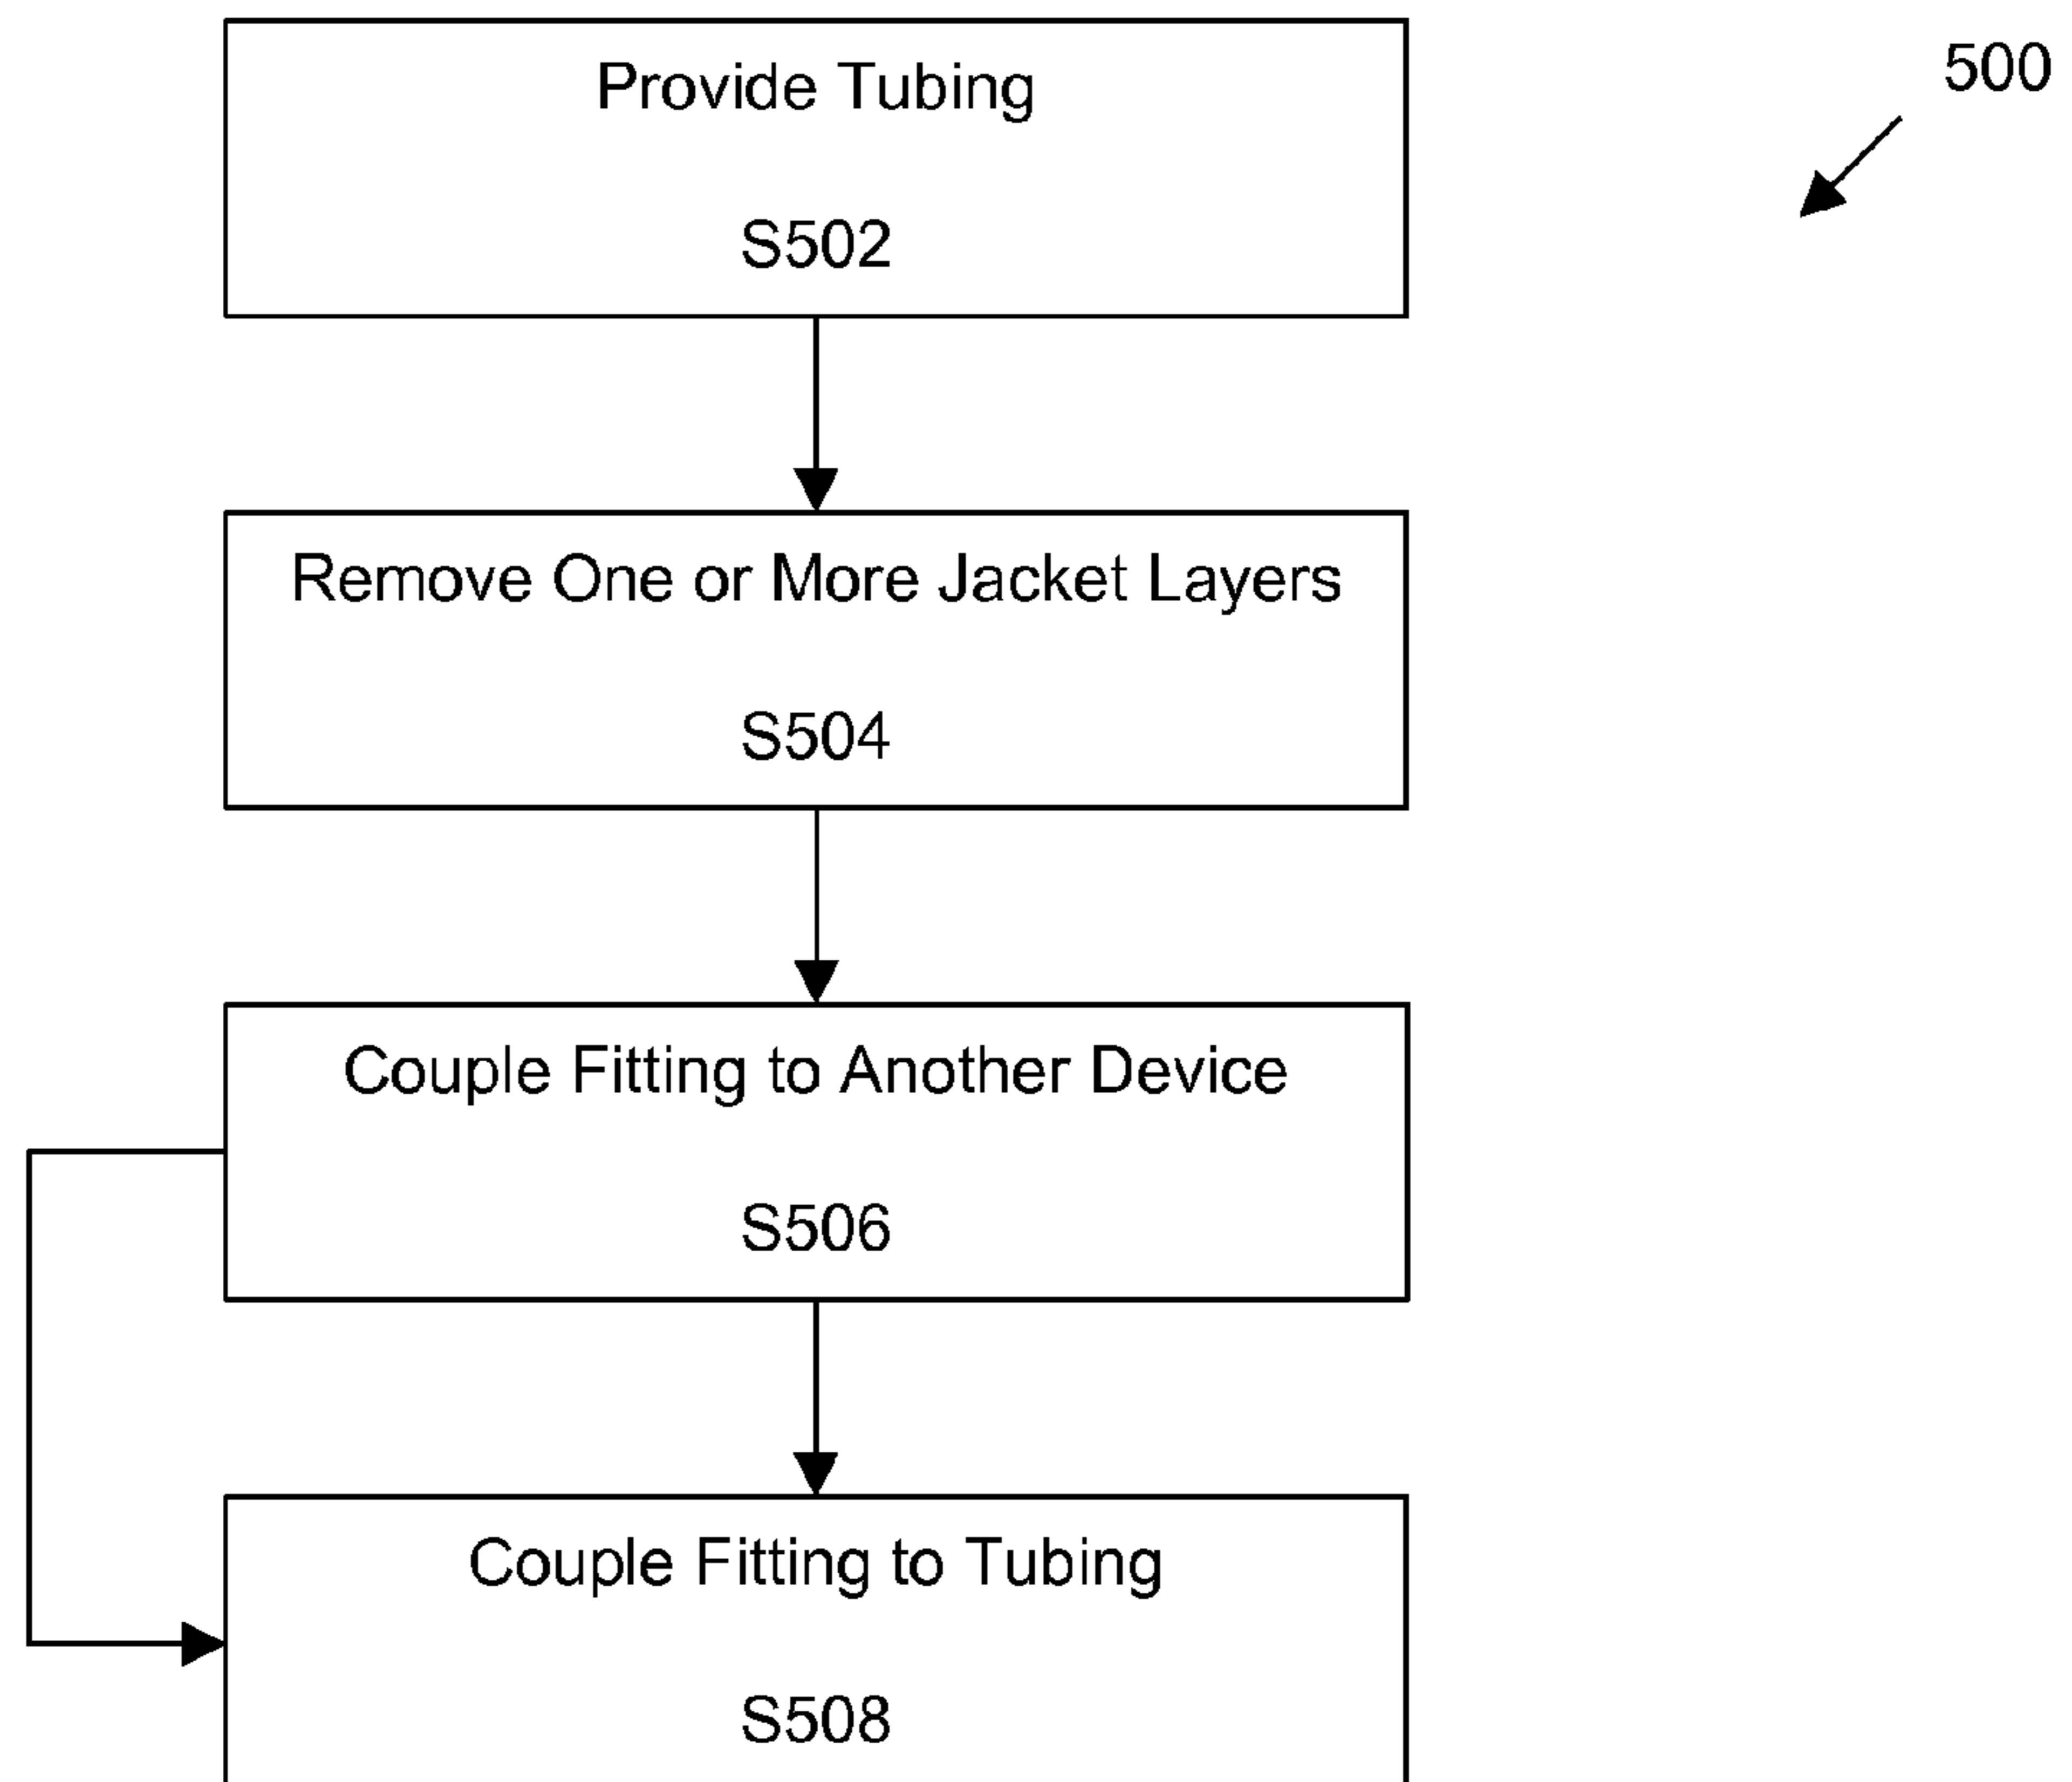 Provide Tubing
S502
500
Remove One or More Jacket Layers
S504
Couple Fitting to Another Device
S506
Couple Fitting to Tubing
S508